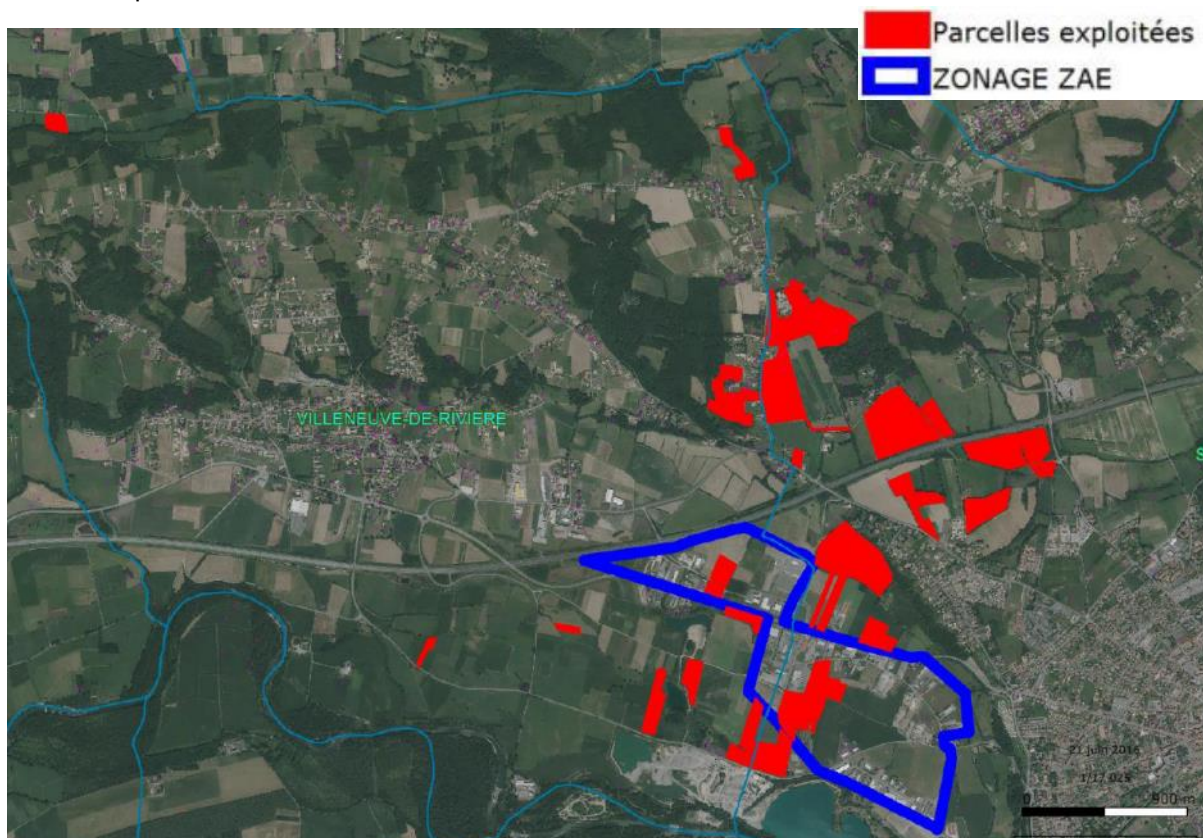 Parcelles exploitées
ZONAGE ZAE
VILLENEUVE-DE-RIVIERE
S
21 juin 2016
1/17 025
0 900 m